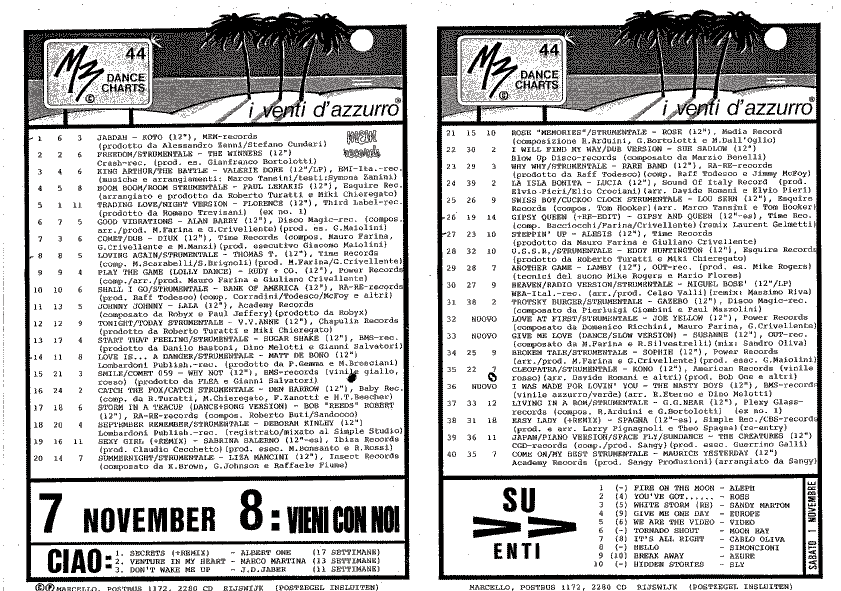 44
M3
DANCE
CHARTS
©
i venti d'azzurro®
1 6 3 JABDAH - KOTO (12"), MEM-records
(prodotto da Alessandro Zenni/Stefano Cundari)
2 2 6 FREEDOM/STRUMENTALE - THE WINNERS (12")
Crash-rec. (prod. es. Gianfranco Bortolotti)
3 4 6 KING ARTHUR/THE BATTLE - VALERIE DORE (12"/LP), EMI-Ita.-rec.
(musiche e arrangiamenti: Marco Tansini/testi:Simona Zanini)
4 5 8 BOOM BOOM/ROOM STRUMENTALE - PAUL LEKAKIS (12"), Esquire Rec.
(arrangiato e prodotto da Roberto Turatti e Miki Chieregato)
5 1 11 TRADING LOVE/NIGHT VERSION - FLORENCE (12"), Third Label-rec.
(prodotto da Romano Trevisani) (ex no. 1)
6 7 5 GOOD VIBRATIONS - ALAN BARRY (12"), Disco Magic-rec. (compos.
arr./prod. M.Farina e G.Crivellente)(prod. es. G.Maiolini)
7 3 6 COMET/DUB - DIUX (12"), Time Records (compos. Mauro Farina,
G.Crivellente e M.Manzi) (prod. esecutivo Giacomo Maiolini)
8 8 5 LOVING AGAIN/STRUMENTALE - THOMAS T. (12"), Time Records
(comp. M.Scarabelli/S.Brignoli)(prod. M.Farina/G.Crivellente)
9 9 4 PLAY THE GAME (LOLLY DANCE) - RUDY + CO. (12"), Power Records
(comp./arr./prod. Mauro Farina e Giuliano Crivellente)
10 10 6 SHALL I GO/STRUMENTALE - BANK OF AMERICA (12"), RA-RE-records
(prod. Raff Todesco)(comp. Corradini/Todesco/McFoy e altri)
11 13 8 JOHNNY JOHNNY - LALA (12"), Academy Records
(composato da Robyx e Paul Jeffery)(prodotto da Robyx)
12 12 9 TONIGHT/TODAY STRUMENTALE - V.V.ANNE (12"), Chapulin Records
(prodotto da Roberto Turatti e Miki Chieregato)
13 17 4 START THAT FEELING/STRUMENTALE - SUGAR SHAKE (12"), BMS-rec.
(prodotto da Danilo Bastoni, Dino Melotti e Gianni Salvatori)
14 11 8 LOVE IS... A DANGER/STRUMENTALE - MATT DE BONO (12")
Lombardoni Publish.-rec. (prodotto da P.Gemma e M.Bresciani)
15 21 3 SMILE/COMET 059 - WHY NOT (12"), BMS-records (vinile giallo,
rosso) (prodotto da FLEA e Gianni Salvatori)
16 24 2 CATCH THE FOX/CATCH STRUMENTALE - DEN HARROW (12"), Baby Rec.
(comp. da R.Turatti, M.Chieregato, F.Zanotti e H.T.Beecher)
17 18 6 STORM IN A TEACUP (DANCE+SONG VERSION) - BOB "REEDS" ROBERT
(12"), RA-RE-records (compos. Roberto Buti/Sandocco)
18 20 4 SEPTEMBER REMEMBER/STRUMENTALE - DEBORAH KINLEY (12")
Lombardoni Publish.-rec. (registrato/mixato al Simple Studio)
19 16 11 SEXY GIRL (+REMIX) - SABRINA SALERNO (12"-es), Ibiza Records
(prod. Claudio Cecchetto)(prod. esec. M.Bonsanto e R.Rossi)
20 14 7 SUMMERNIGHT/STRUMENTALE - LISA MANCINI (12"), Insect Records
(composato da K.Brown, G.Johnson e Raffaele Fiume)
7 NOVEMBER 8: VIENI CON NOI
CIAO: 1. SECRETS (+REMIX) - ALBERT ONE (17 SETTIMANE)
2. VENTURE IN MY HEART - MARCO MARTINA (13 SETTIMANE)
3. DON'T WAKE ME UP - J.D.JABER (11 SETTIMANE)
©℗ MARCELLO, POSTBUS 1172, 2280 CD RIJSWIJK (POSTZEGEL INSLUITEN)
44
M3
DANCE
CHARTS
©
i venti d'azzurro®
21 15 10 ROSE "MEMORIES"/STRUMENTALE - ROSE (12"), Media Record
(composizione R.Arduini, G.Bortolotti e M.Dall'Oglio)
22 30 2 I WILL FIND MY WAY/DUB VERSION - SUE SADLOW (12")
Blow Up Disco-records (composato da Marzio Benelli)
23 29 3 WHY WHY/STRUMENTALE - RARE BAND (12"), RA-RE-records
(prodotto da Raff Todesco)(comp. Raff Todesco e Jimmy McFoy)
24 39 2 LA ISLA BONITA - LUCIA (12"), Sound Of Italy Record (prod.
Elvio-Pieri/Elio Crociani)(arr. Davide Romani e Elvio Pieri)
25 26 9 SWISS BOY/CUCKOO CLOCK STRUMENTALE - LOU SERN (12"), Esquire
Records (compos. Tom Hooker)(arr. Marco Tansini e Tom Hooker)
26 19 14 GIPSY QUEEN (+RE-EDIT) - GIPSY AND QUEEN (12"-es), Time Rec.
(comp. Bacciocchi/Farina/Crivellente)(remix Laurent Gelmetti)
27 23 10 STEPPIN' UP - ALESIS (12"), Time Records
(prodotto da Mauro Farina e Giuliano Crivellente)
28 32 10 U.S.S.R./STRUMENTALE - EDDY HUNTINGTON (12"), Esquire Records
(prodotto da Roberto Turatti e Miki Chieregato)
29 28 7 ANOTHER GAME - LAMBY (12"), OUT-rec. (prod. es. Mike Rogers)
(tecnici del suono Mike Rogers e Mario Flores)
30 27 9 HEAVEN/RADIO VERSION/STRUMENTALE - MIGUEL BOSE' (12"/LP)
WEA-Ital.-rec. (arr./prod. Celso Valli)(remix: Massimo Riva)
31 38 2 TROTSKY BURGER/STRUMENTALE - GAZEBO (12"), Disco Magic-rec.
(composato da Pierluigi Giombini e Paul Mazzolini)
32 NUOVO LOVE AT FIRST/STRUMENTALE - JOE YELLOW (12"), Power Records
(composato da Domenico Ricchini, Mauro Farina, G.Crivellente)
33 NUOVO GIVE ME LOVE (DANCE/SLOW VERSION) - SUSANNE (12"), OUT-rec.
(composato da M.Farina e R.Silvestrelli)(mix: Sandro Oliva)
34 25 9 BROKEN TALE/STRUMENTALE - SOPHIE (12"), Power Records
(arr./prod. M.Farina e G.Crivellente)(prod. esec. G.Maiolini)
35 22 7 CLEOPATRA/STRUMENTALE - KONO (12"), American Records (vinile
rosso) (arr. Davide Romani e altri)(prod. Bob One e altri)
36 NUOVO I WAS MADE FOR LOVIN' YOU - THE NASTY BOYS (12"), BMS-records
(vinile azzurro/verde)(arr. R.Eterno e Dino Melotti)
37 33 12 LIVING IN A ROM/STRUMENTALE - G.G.NEAR (12"), Plexy Glass-
records (compos. R.Arduini e G.Bortolotti) (ex no. 1)
38 31 18 EASY LADY (+REMIX) - SPAGNA (12"-es), Simple Rec./CBS-records
(prod. e arr. Larry Pignagnoli e Theo Spagna)(re-entry)
39 36 11 JAPAN/PIANO VERSION/SPACE FLY/SUNDANCE - THE CREATURES (12")
CGD-records (comp./prod. Sangy)(prod. esec. Guerrino Galli)
40 35 7 COME ON/MY BEST STRUMENTALE - MAURICE YESTERDAY (12")
Academy Records (prod. Sangy Produzioni)(arrangiato da Sangy)
SU
>>
ENTI
1 (-) FIRE ON THE MOON - ALEPH
2 (4) YOU'VE GOT...... - ROSS
3 (5) WHITE STORM (RE) - SANDY MARTON
4 (9) GIVE ME ONE DAY - EUROPE
5 (6) WE ARE THE VIDEO - VIDEO
6 (-) TORNADO SHOUT - MOON RAY
7 (8) IT'S ALL RIGHT - CABLO OLIVA
8 (-) HELLO - SIMONCIONI
9 (10) BREAK AWAY - AZURE
10 (-) HIDDEN STORIES - SLY
SABATO 1 NOVEMBRE
MARCELLO, POSTBUS 1172, 2280 CD RIJSWIJK (POSTZEGEL INSLUITEN)